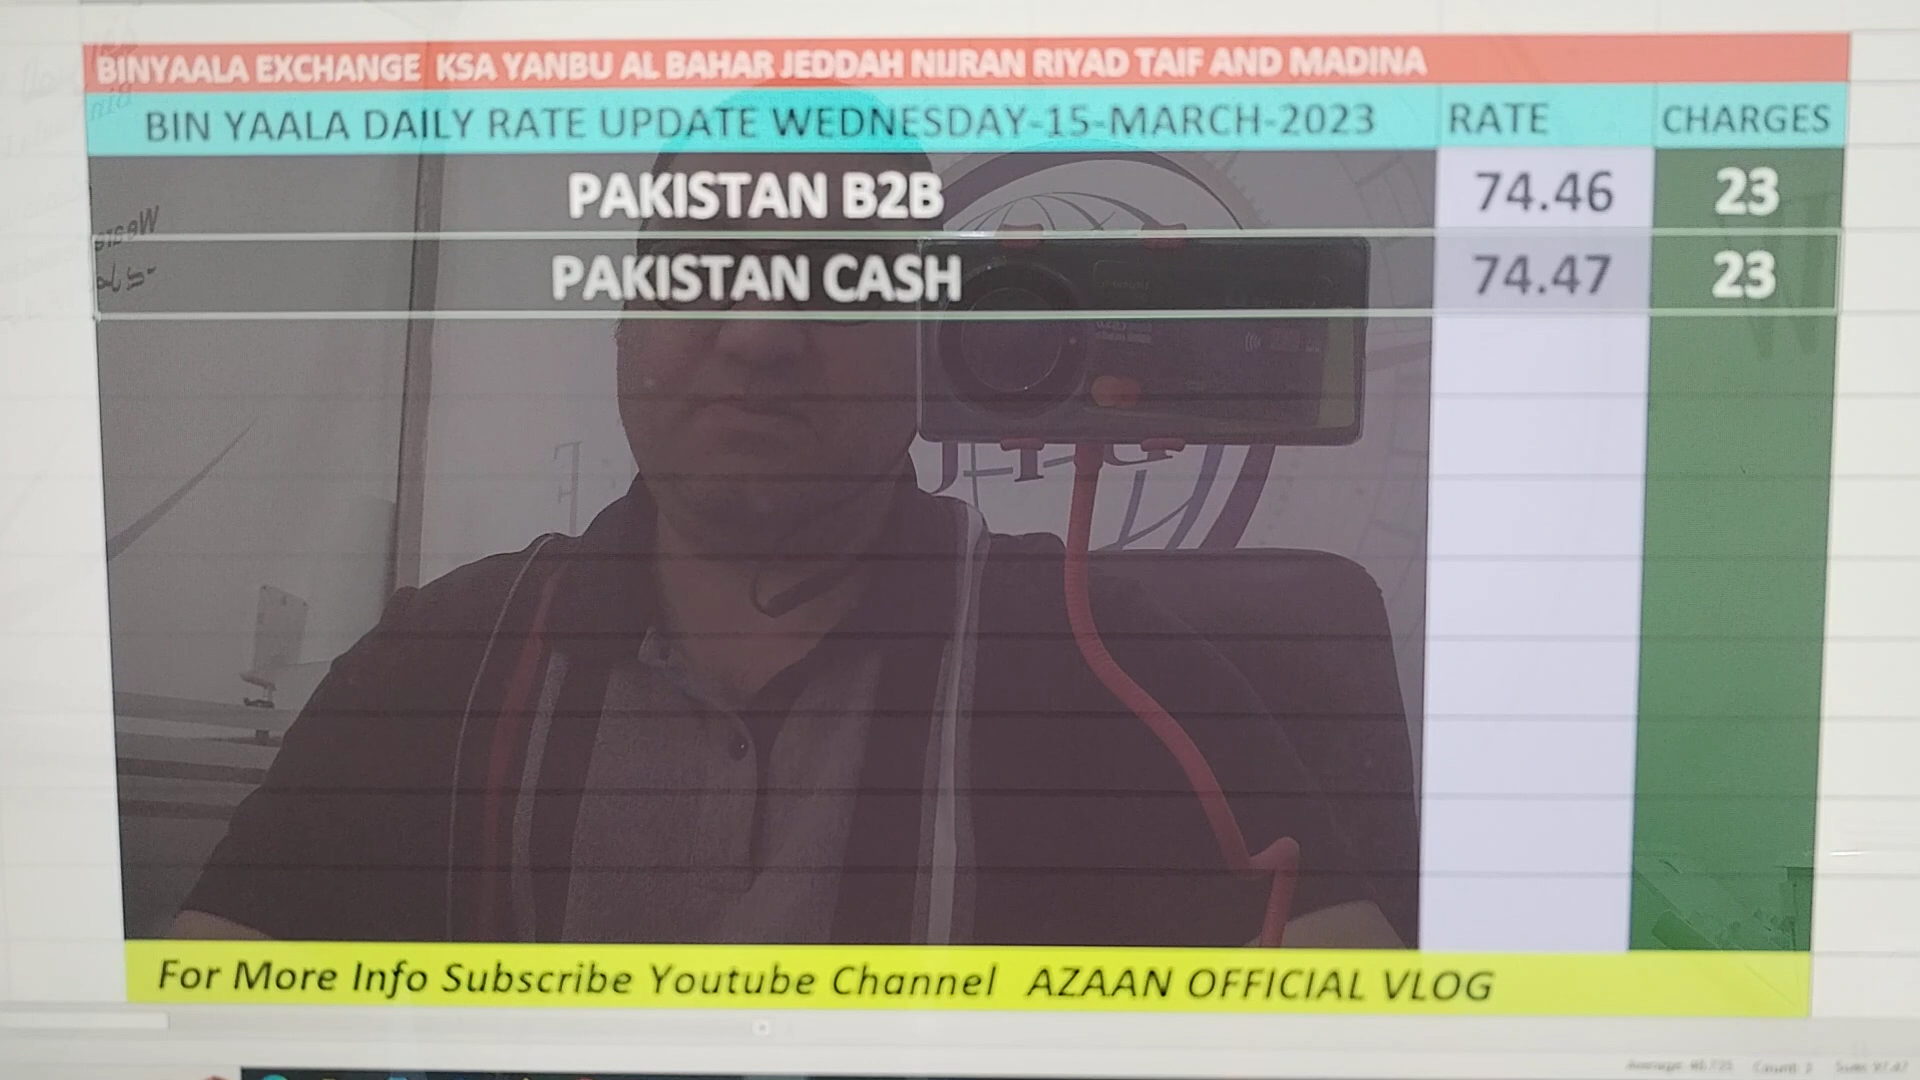 BINYAALA EXCHANGE KSA YANBU AL BAHAR JEDDAH NIJRAN RIYAD TAIF AND MADINA
BIN YAALA DAILY RATE UPDATE WEDNESDAY-15-MARCH-2023 RATE CHARGES
PAKISTAN B2B 74.46 23
PAKISTAN CASH 74.47 23
For More Info Subscribe Youtube Channel AZAAN OFFICIAL VLOG